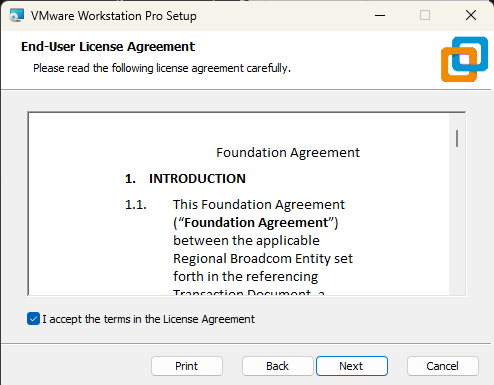 VMware Workstation Pro Setup
End-User License Agreement
Please read the following license agreement carefully.
Foundation Agreement
1. INTRODUCTION
1.1. This Foundation Agreement
(“Foundation Agreement”)
between the applicable
Regional Broadcom Entity set
forth in the referencing
Transaction Document, a
I accept the terms in the License Agreement
Print Back Next Cancel